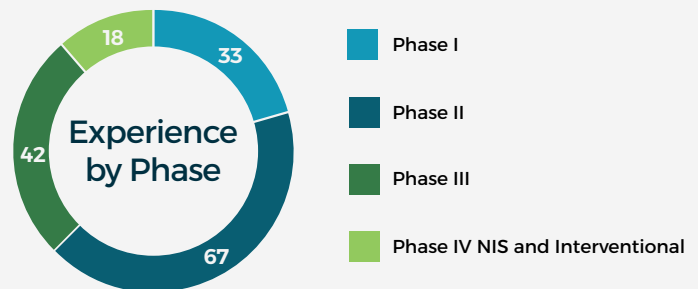 18
33
42
67
Experience
by Phase
Phase I
Phase II
Phase III
Phase IV NIS and Interventional